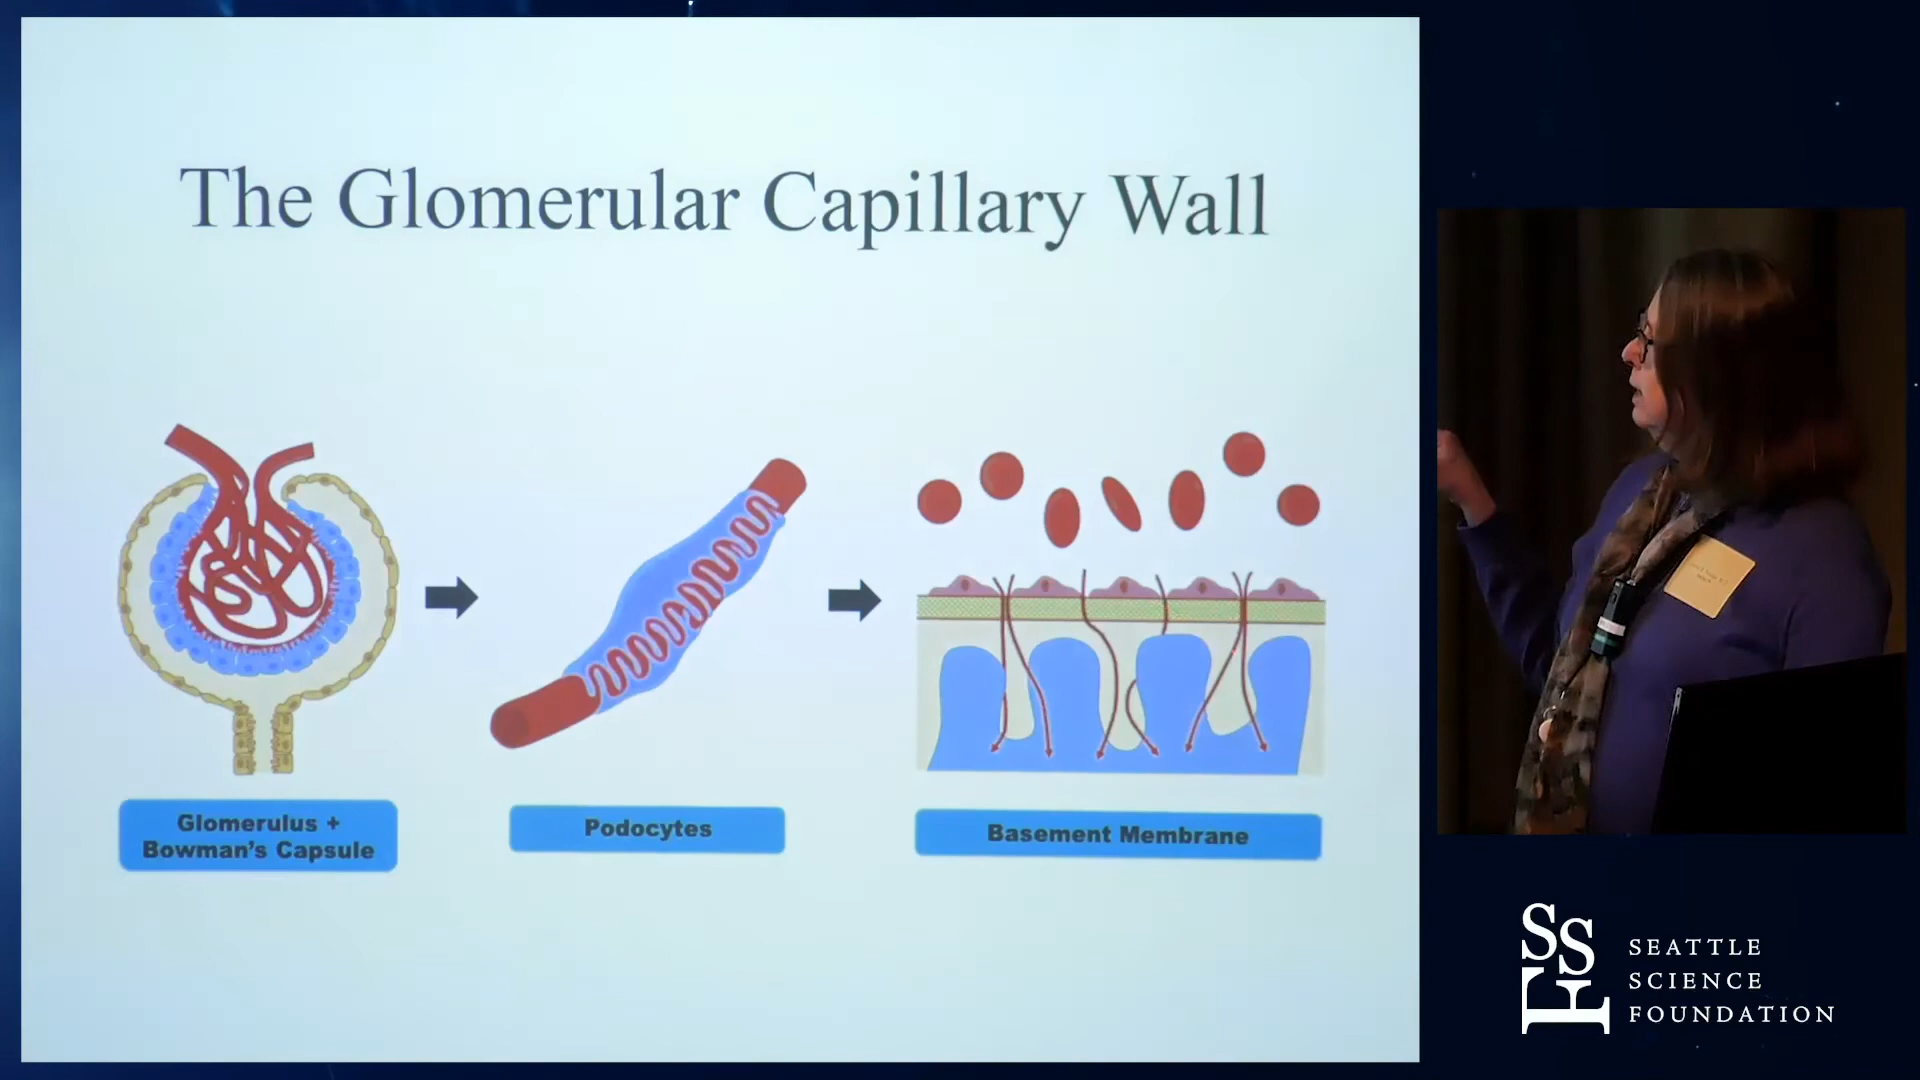 The Glomerular Capillary Wall
Glomerulus +
Bowman's Capsule
Podocytes
Basement Membrane
SSF
SEATTLE
SCIENCE
FOUNDATION